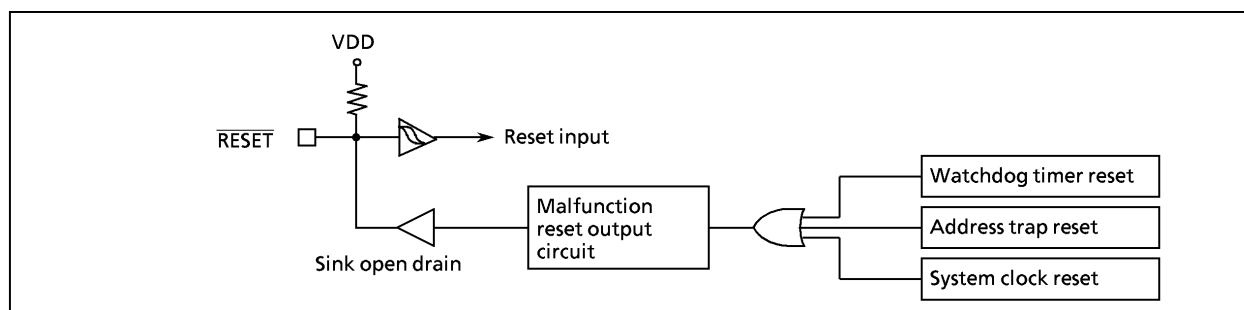 VDD
RESET
Reset input
Watchdog timer reset
Malfunction
reset output
circuit
Address trap reset
Sink open drain
System clock reset